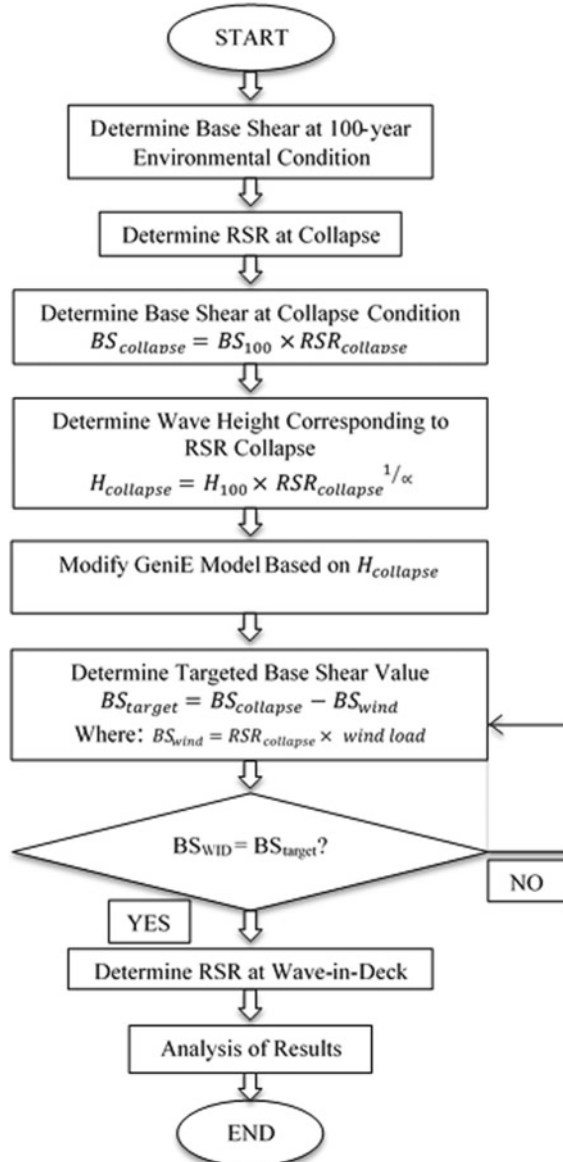 START
Determine Base Shear at 100-year
Environmental Condition
Determine RSR at Collapse
Determine Base Shear at Collapse Condition
BS_collapse = BS_100 × RSR_collapse
Determine Wave Height Corresponding to
RSR Collapse
H_collapse = H_100 × RSR_collapse^1/∝
Modify GeniE Model Based on H_collapse
Determine Targeted Base Shear Value
BS_target = BS_collapse − BS_wind
Where: BS_wind = RSR_collapse × wind load
BS_WID = BS_target?
NO
YES
Determine RSR at Wave-in-Deck
Analysis of Results
END